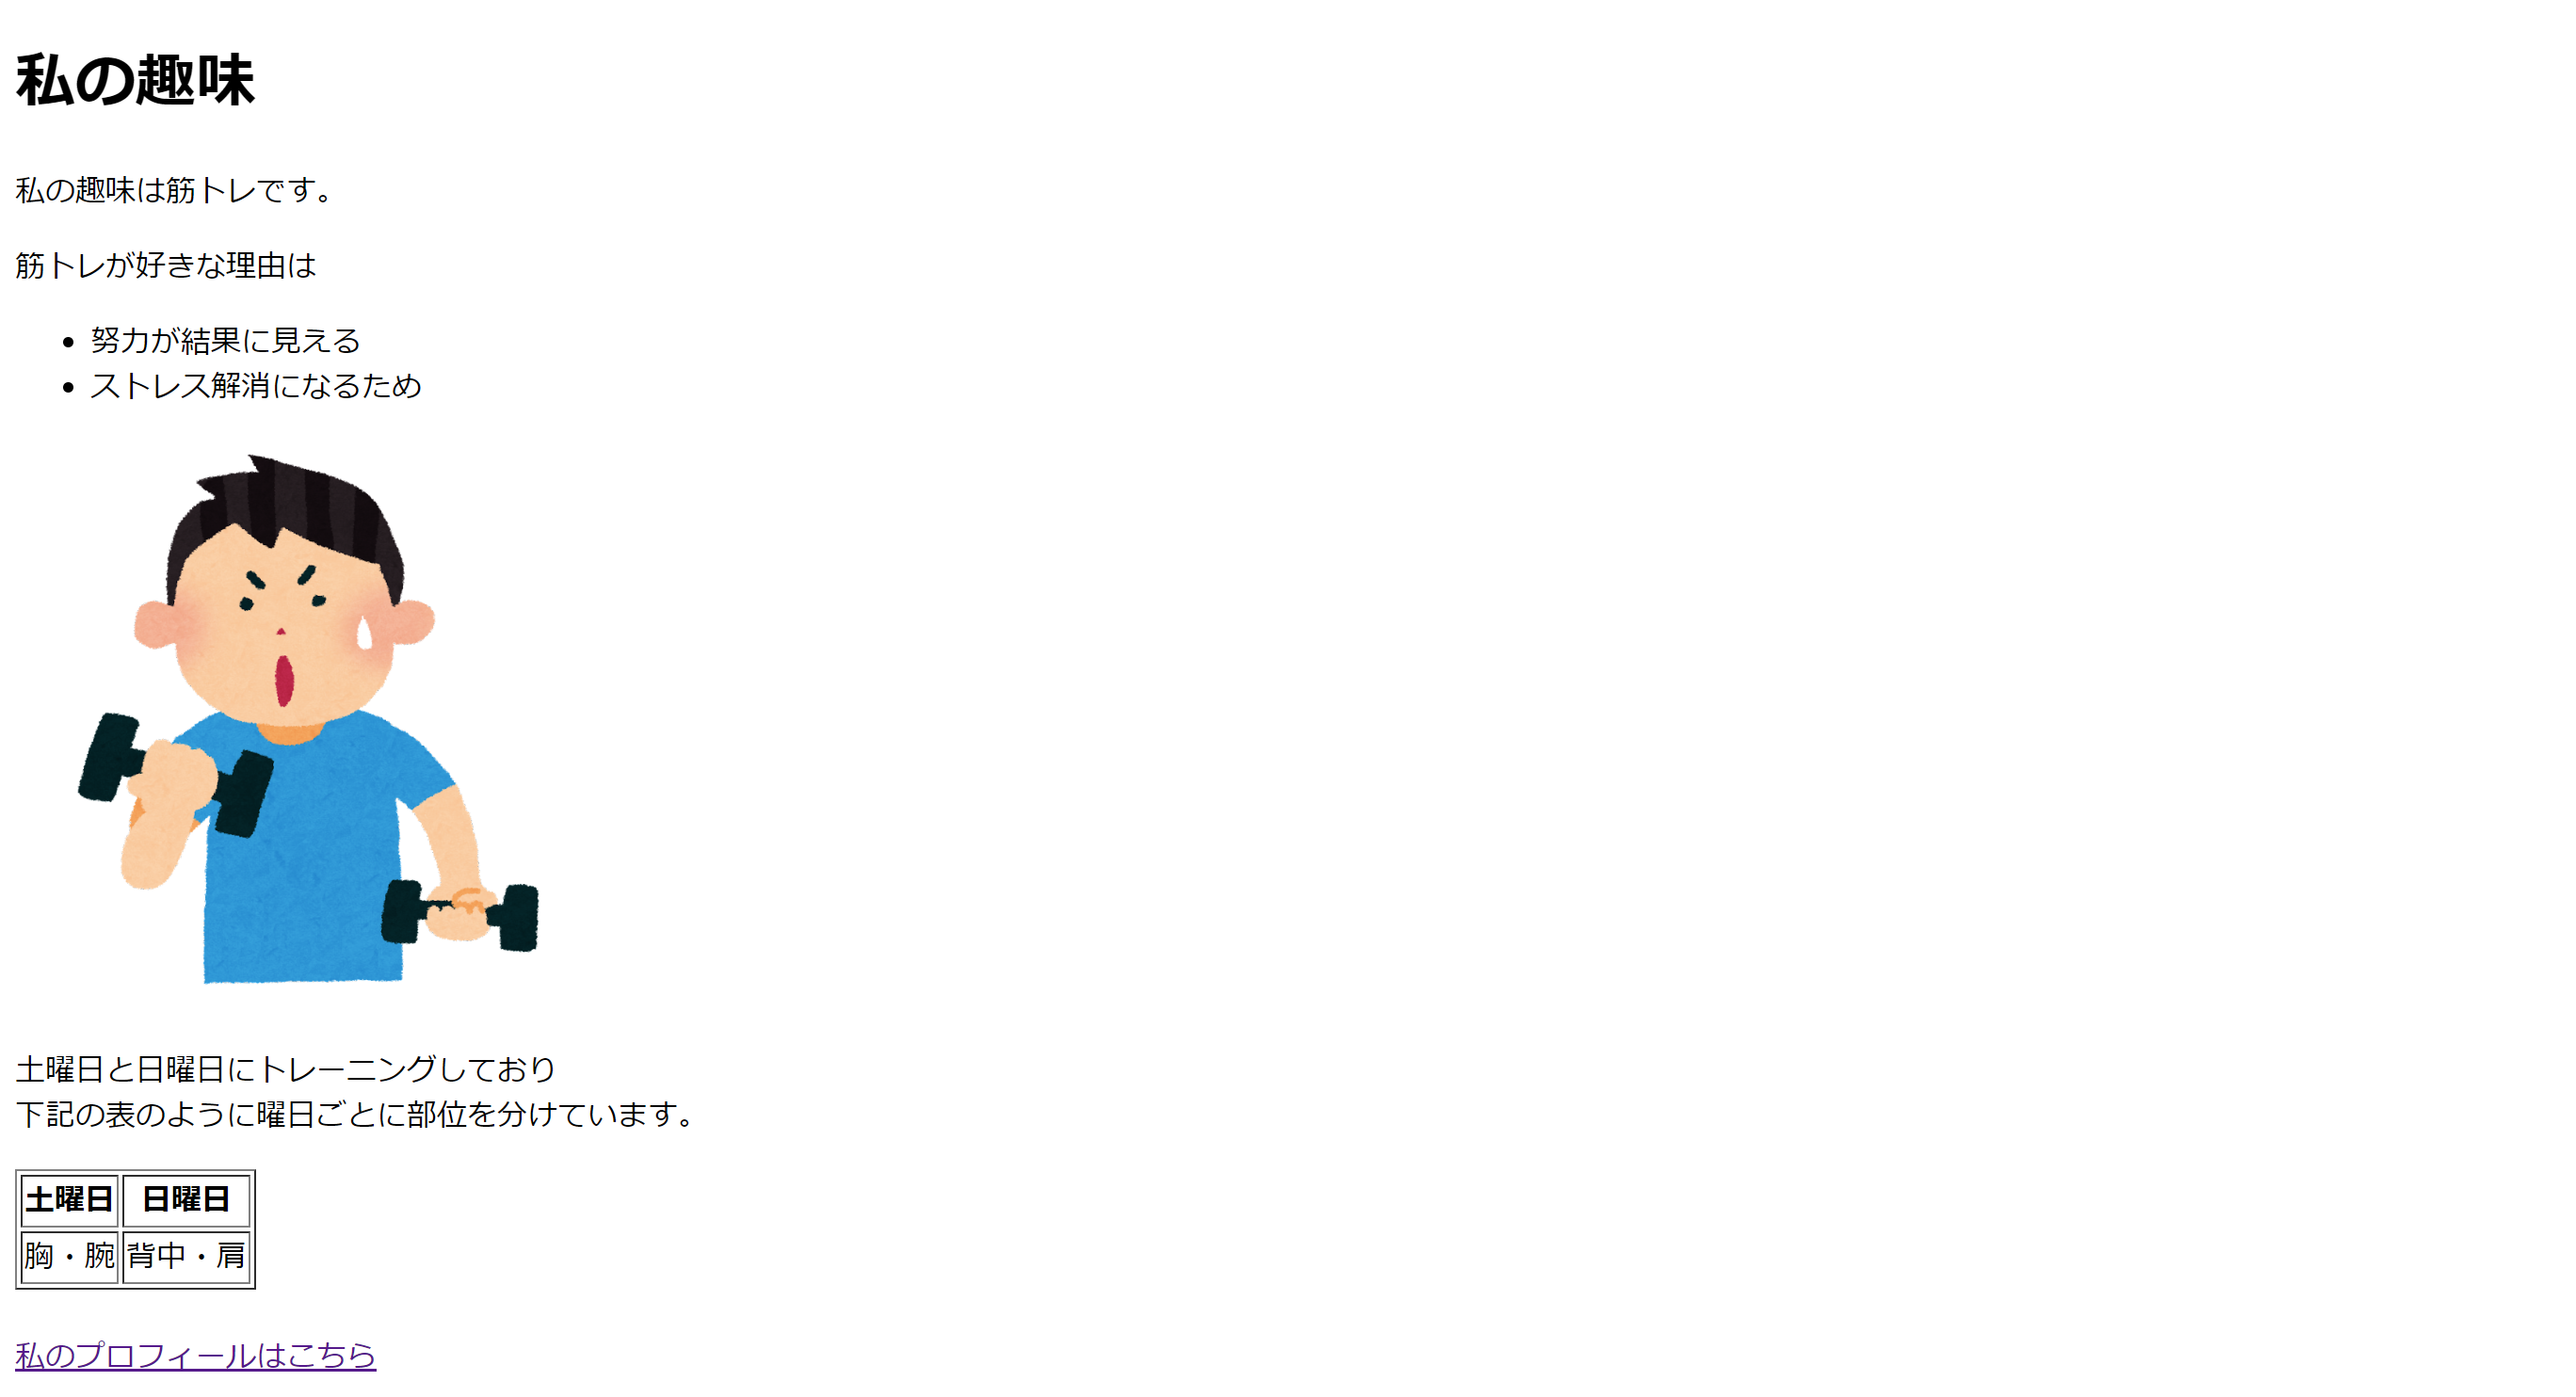 私の趣味
私の趣味は筋トレです。
筋トレが好きな理由は
努力が結果に見える
ストレス解消になるため
土曜日と日曜日にトレーニングしており
下記の表のように曜日ごとに部位を分けています。
土曜日 日曜日
胸・腕 背中・肩
私のプロフィールはこちら